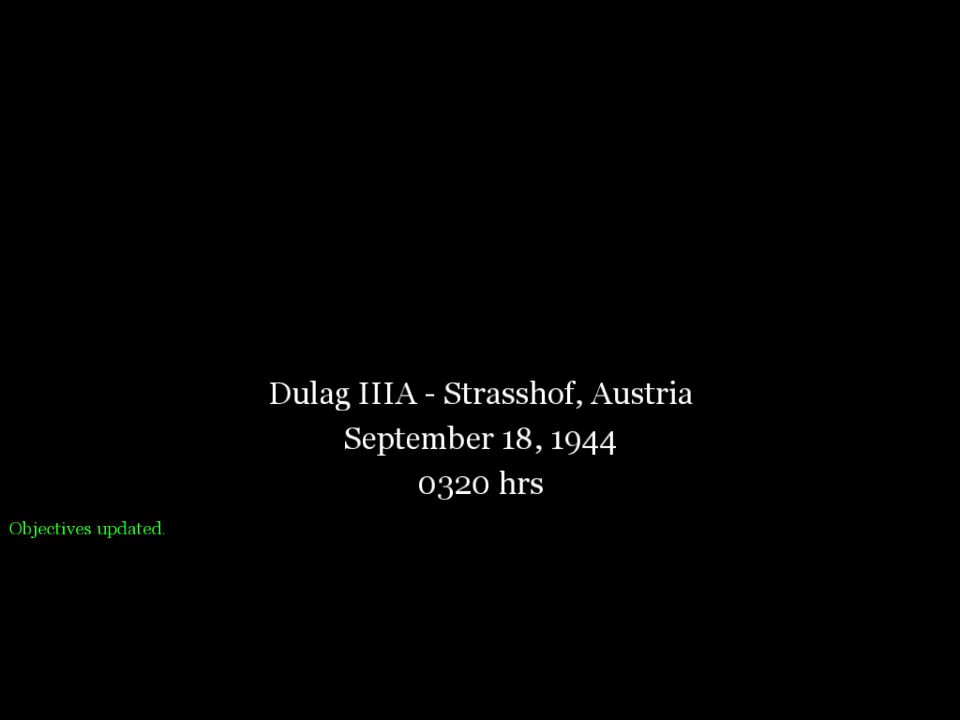 Dulag IIIA - Strasshof, Austria
September 18, 1944
0320 hrs
Objectives updated.